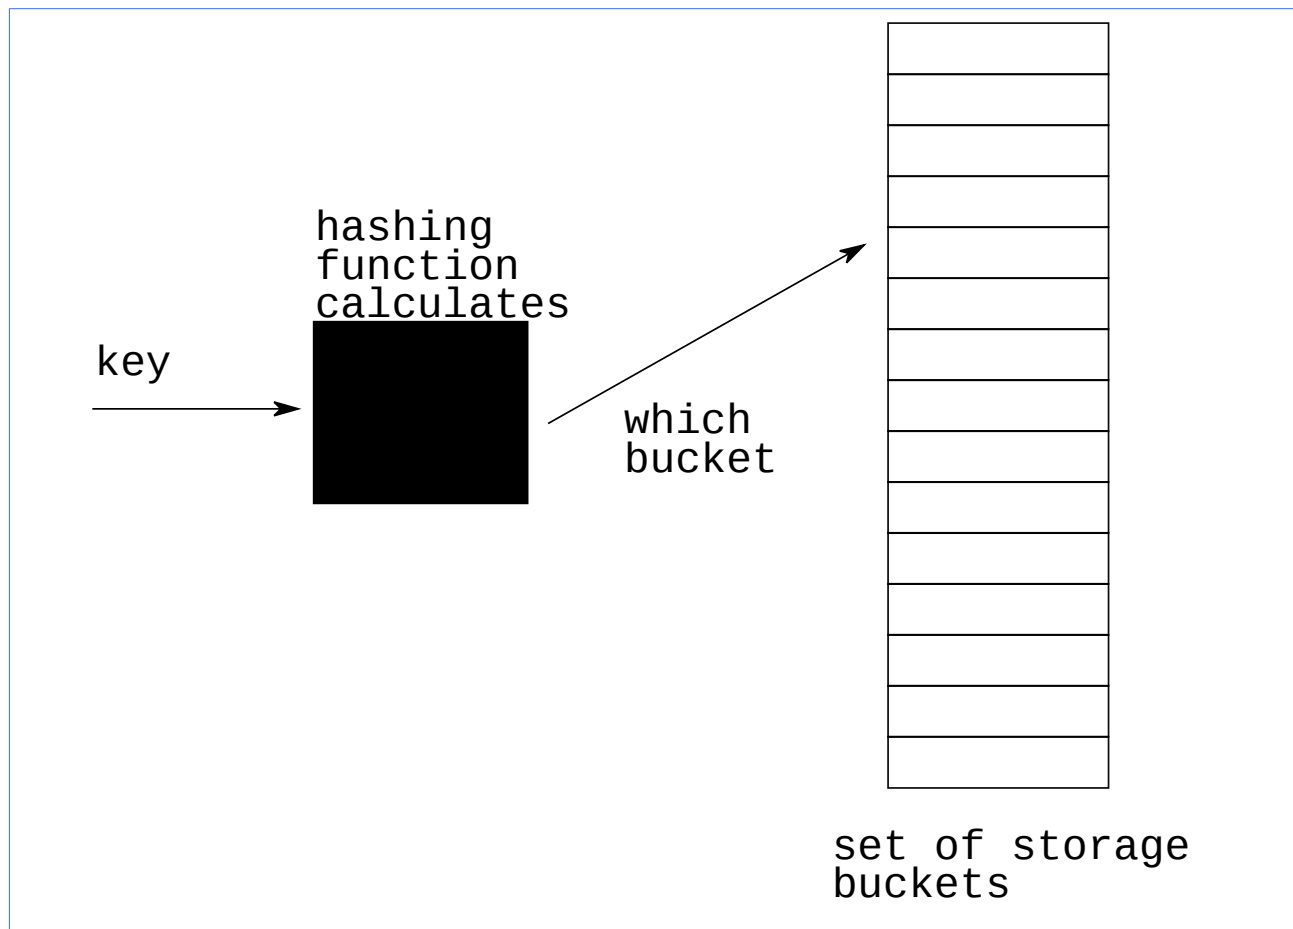 hashing
function
calculates
key
which
bucket
set of storage
buckets